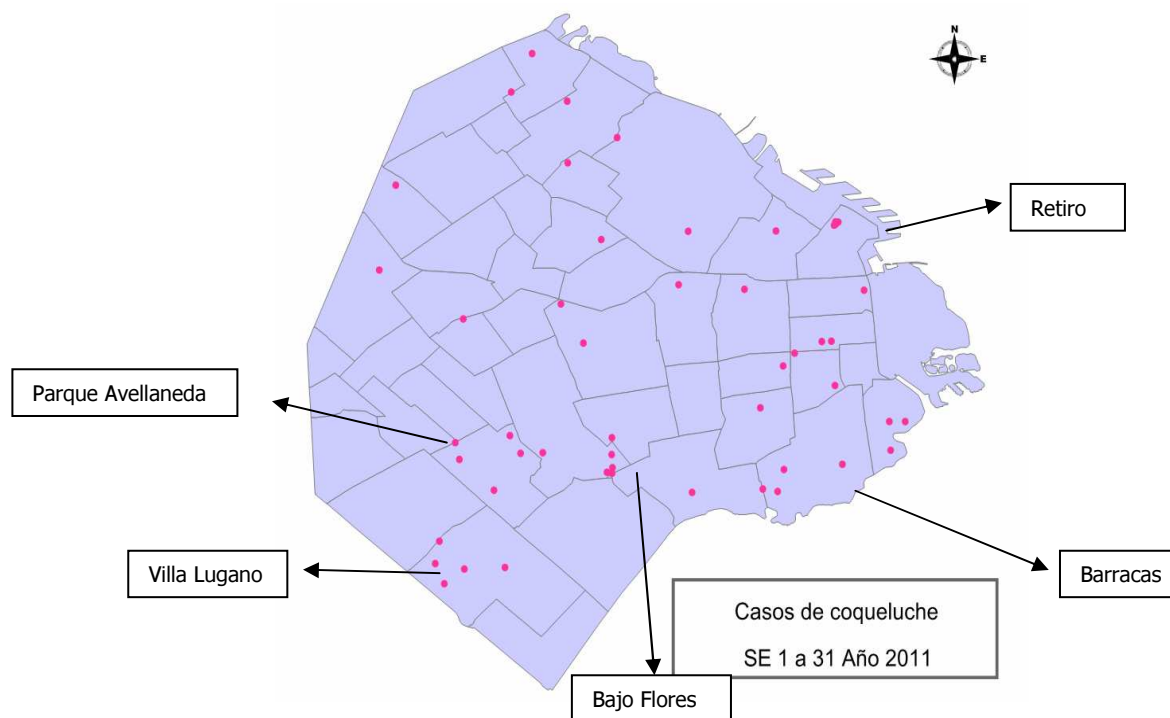 N
E
Retiro
Parque Avellaneda
Villa Lugano
Barracas
Casos de coqueluche
SE 1 a 31 Año 2011
Bajo Flores